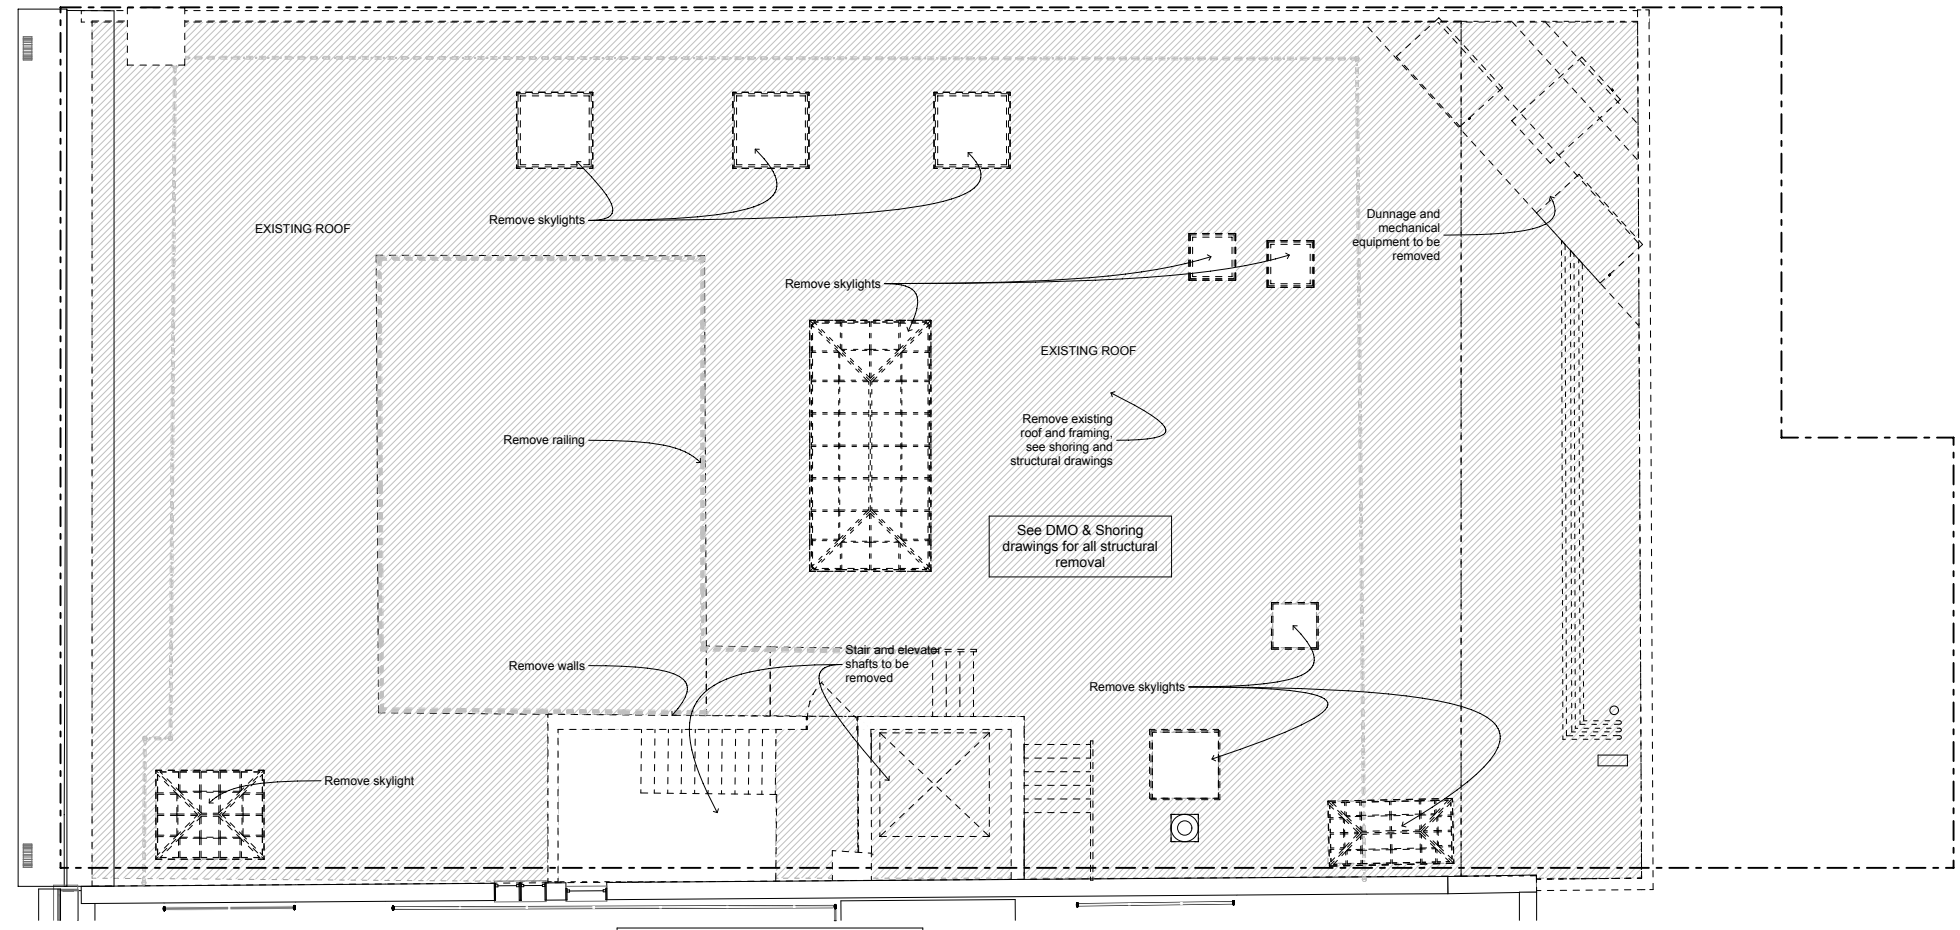 Remove skylights
EXISTING ROOF
Dunnage and
mechanical
equipment to be
removed
Remove skylights
EXISTING ROOF
Remove existing
roof and framing,
see shoring and
structural drawings
Remove railing
See DMO & Shoring
drawings for all structural
removal
Stair and elevator
shafts to be
removed
Remove walls
Remove skylights
Remove skylight